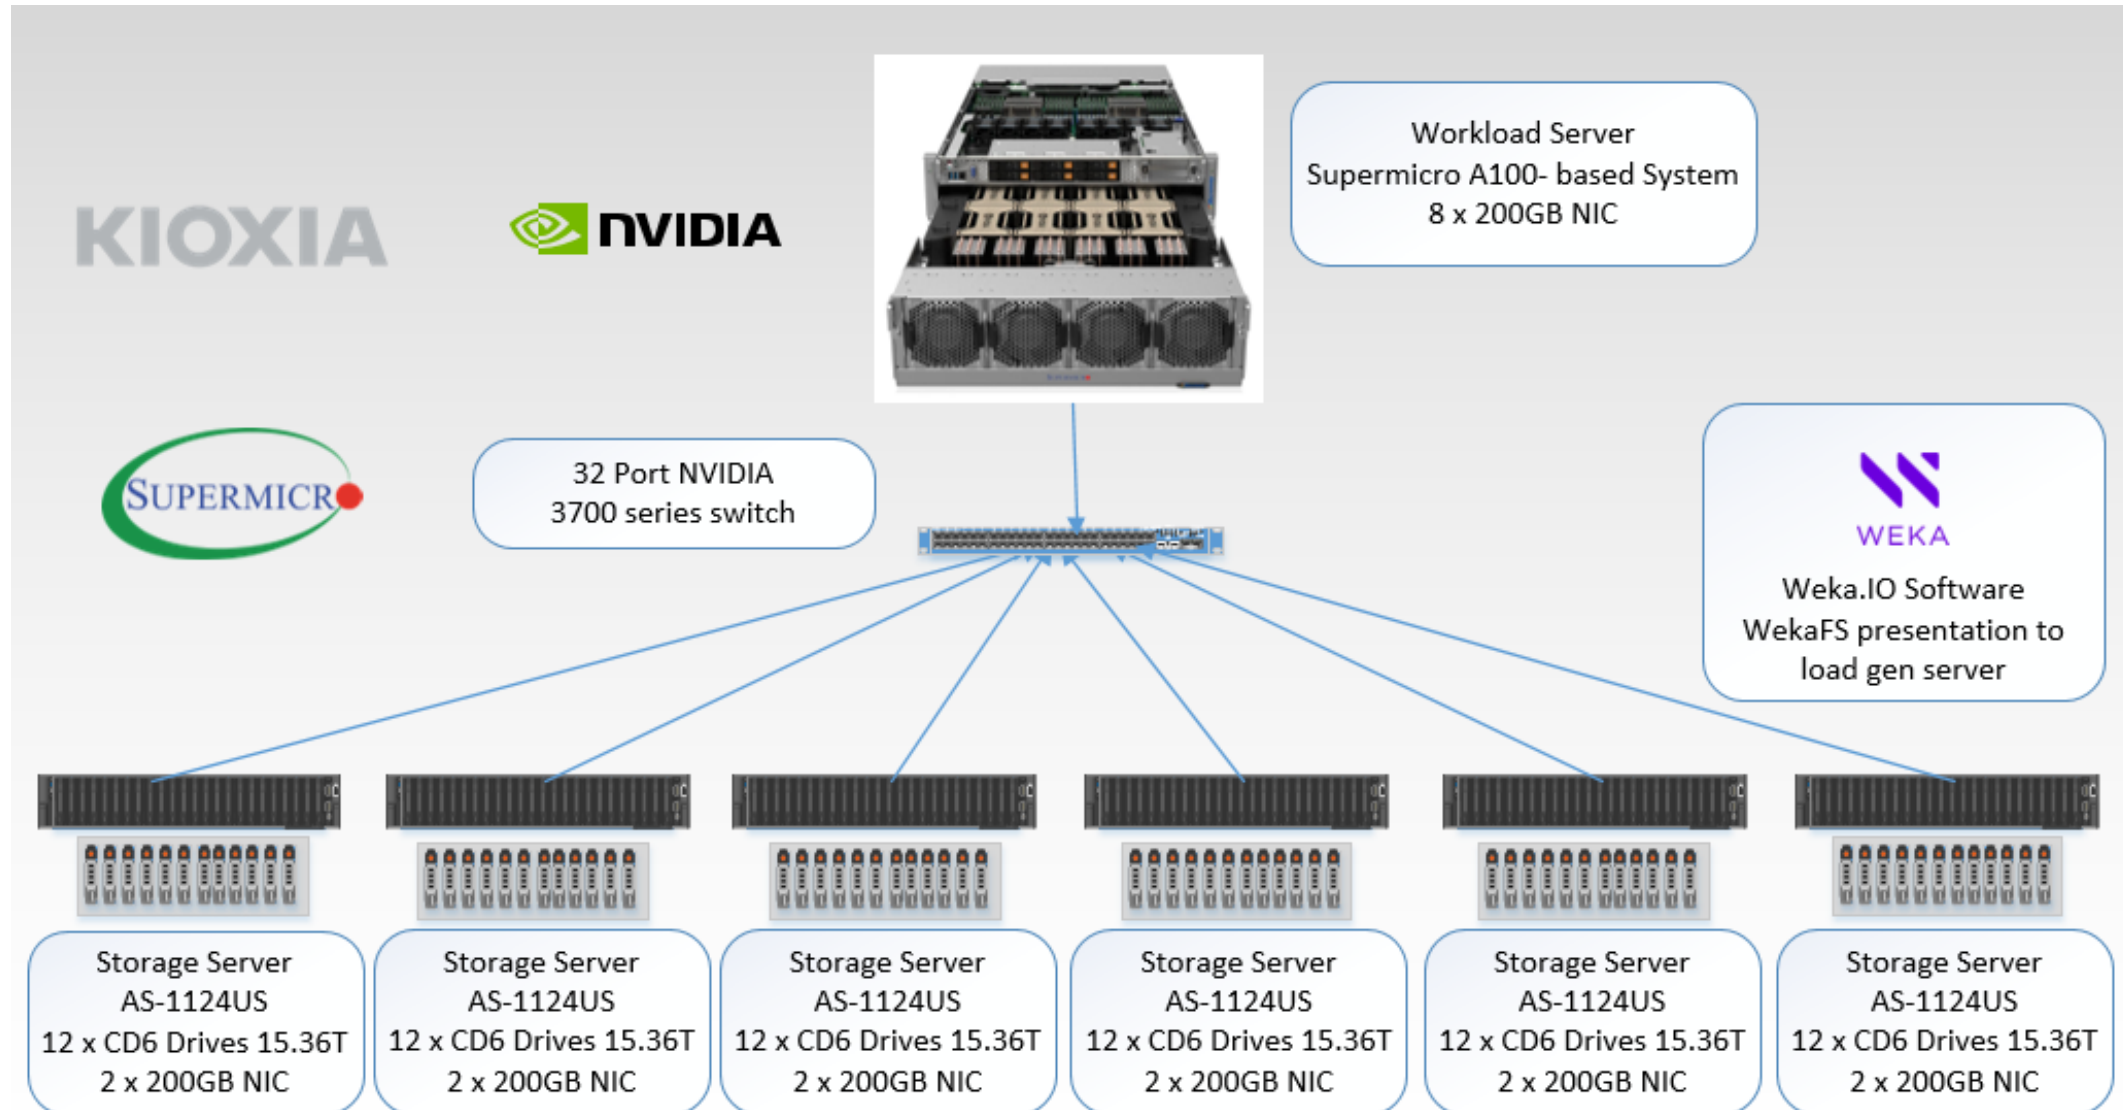 Workload Server
Supermicro A100- based System
8 x 200GB NIC
KIOXIA
NVIDIA
SUPERMICRO
32 Port NVIDIA
3700 series switch
WEKA
Weka.IO Software
WekaFS presentation to
load gen server
Storage Server
AS-1124US
12 x CD6 Drives 15.36T
2 x 200GB NIC
Storage Server
AS-1124US
12 x CD6 Drives 15.36T
2 x 200GB NIC
Storage Server
AS-1124US
12 x CD6 Drives 15.36T
2 x 200GB NIC
Storage Server
AS-1124US
12 x CD6 Drives 15.36T
2 x 200GB NIC
Storage Server
AS-1124US
12 x CD6 Drives 15.36T
2 x 200GB NIC
Storage Server
AS-1124US
12 x CD6 Drives 15.36T
2 x 200GB NIC